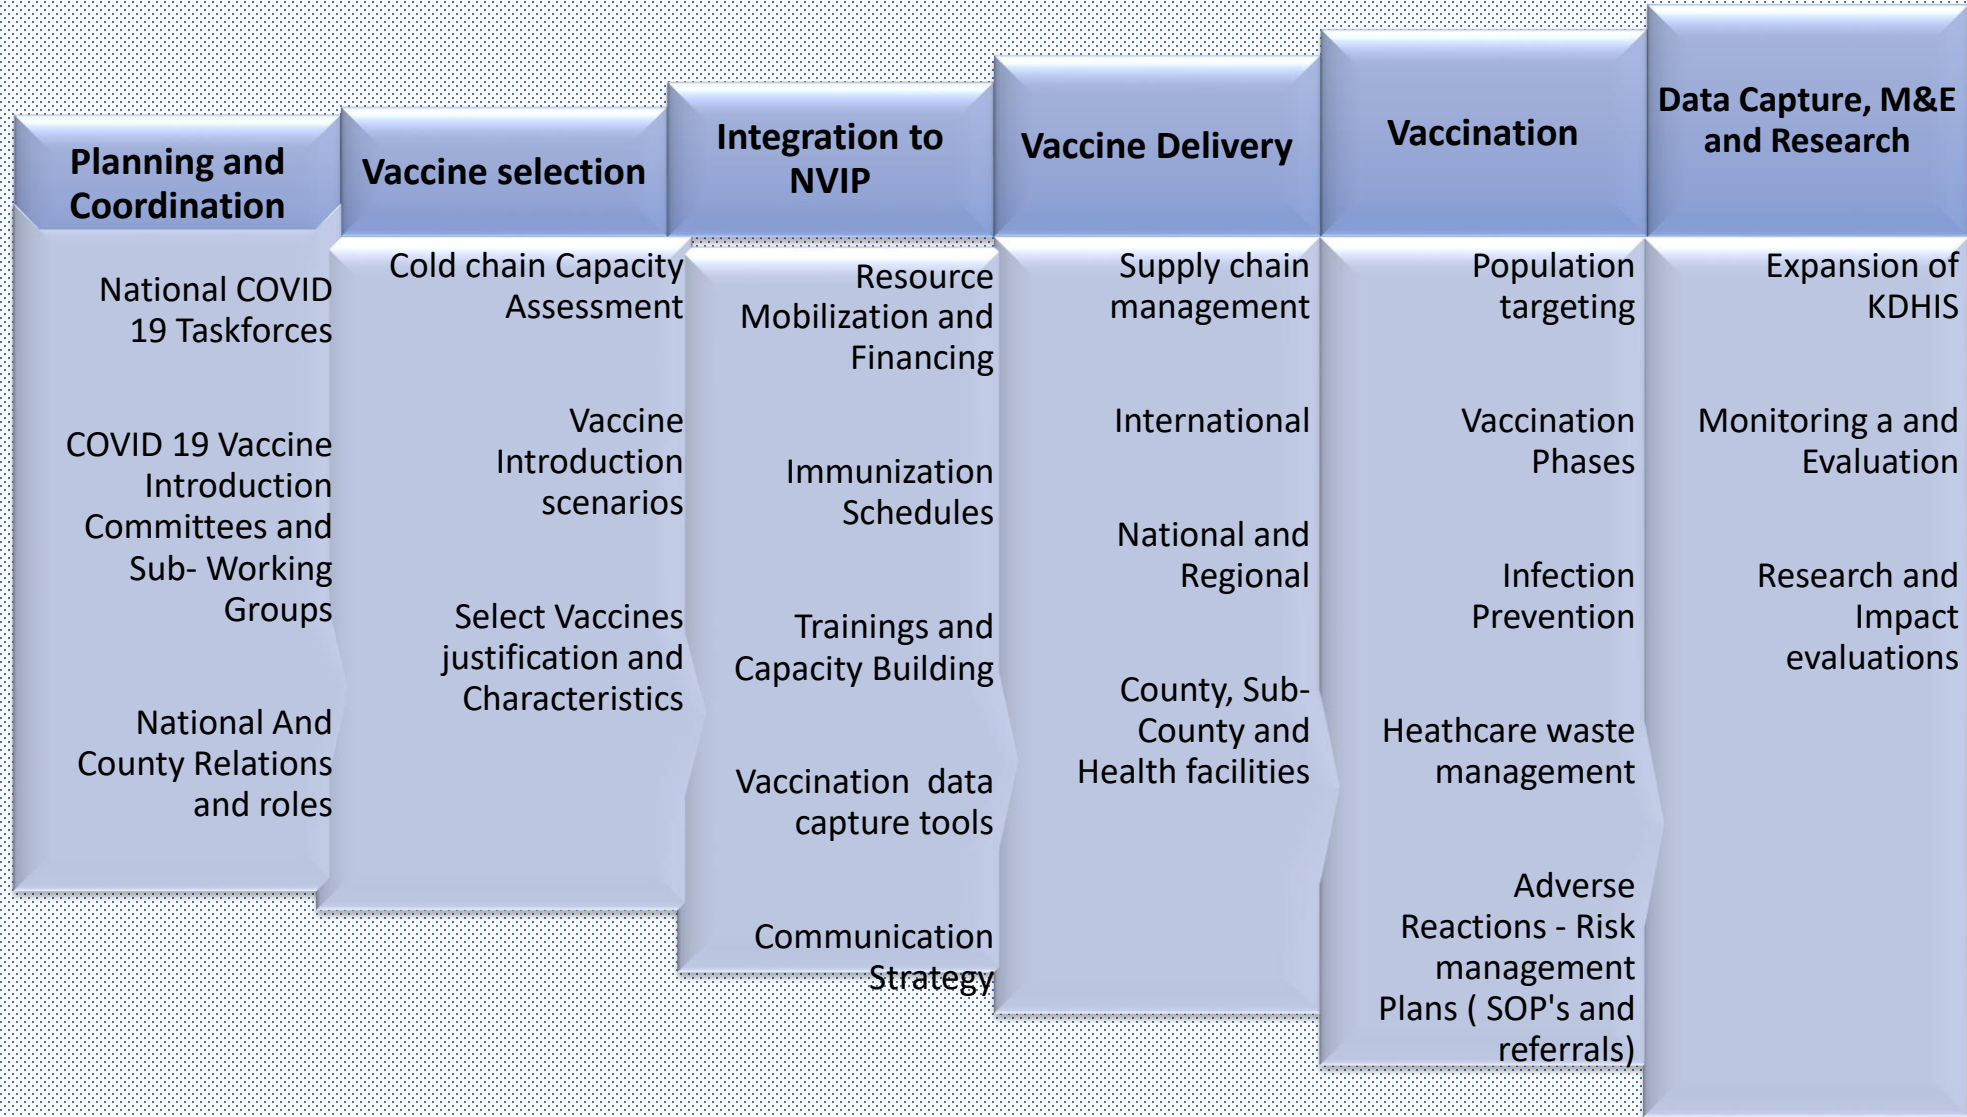 Planning and
Coordination
National COVID
19 Taskforces
COVID 19 Vaccine
Introduction
Committees and
Sub- Working
Groups
National And
County Relations
and roles
Vaccine selection
Cold chain Capacity
Assessment
Vaccine
Introduction
scenarios
Select Vaccines
justification and
Characteristics
Integration to
NVIP
Resource
Mobilization and
Financing
Immunization
Schedules
Trainings and
Capacity Building
Vaccination  data
capture tools
Communication
Strategy
Vaccine Delivery
Supply chain
management
International
National and
Regional
County, Sub-
County and
Health facilities
Vaccination
Population
targeting
Vaccination
Phases
Infection
Prevention
Heathcare waste
management
Adverse
Reactions - Risk
management
Plans ( SOP's and
referrals)
Data Capture, M&E
and Research
Expansion of
KDHIS
Monitoring a and
Evaluation
Research and
Impact
evaluations